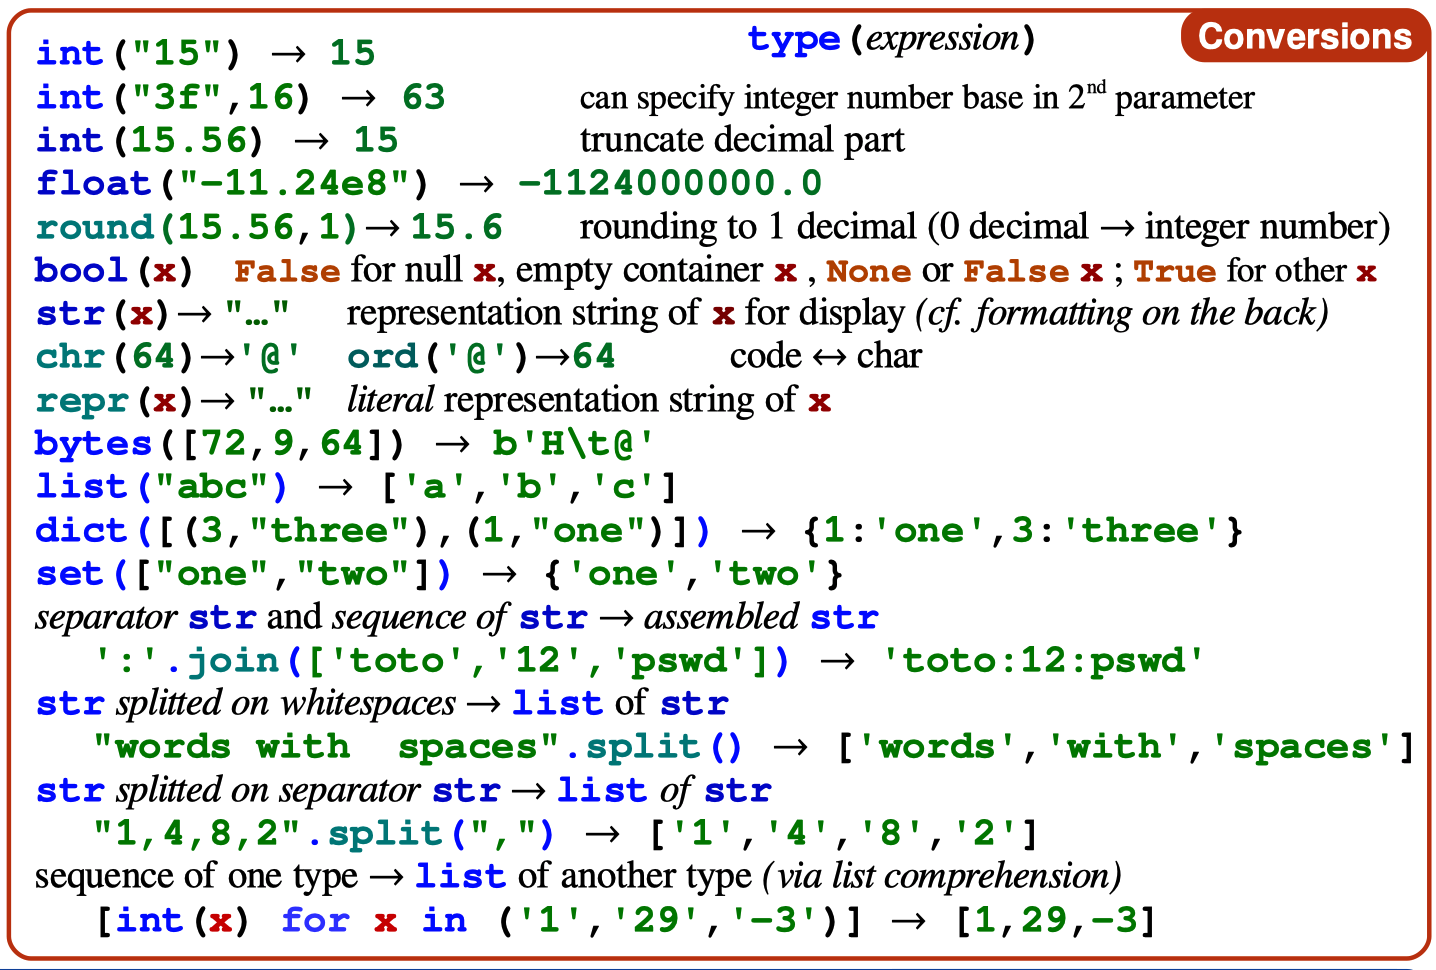 Conversions
int("15") → 15 type(expression)
int("3f",16) → 63 can specify integer number base in 2nd parameter
int(15.56) → 15 truncate decimal part
float("-11.24e8") → -1124000000.0
round(15.56,1)→15.6 rounding to 1 decimal (0 decimal → integer number)
bool(x) False for null x, empty container x , None or False x ; True for other x
str(x)→"…" representation string of x for display (cf. formatting on the back)
chr(64)→'@' ord('@')→64 code ↔ char
repr(x)→"…" literal representation string of x
bytes([72,9,64]) → b'H\t@'
list("abc") → ['a','b','c']
dict([(3,"three"),(1,"one")]) → {1:'one',3:'three'}
set(["one","two"]) → {'one','two'}
separator str and sequence of str → assembled str
':'.join(['toto','12','pswd']) → 'toto:12:pswd'
str splitted on whitespaces → list of str
"words with  spaces".split() → ['words','with','spaces']
str splitted on separator str → list of str
"1,4,8,2".split(",") → ['1','4','8','2']
sequence of one type → list of another type (via list comprehension)
[int(x) for x in ('1','29','-3')] → [1,29,-3]